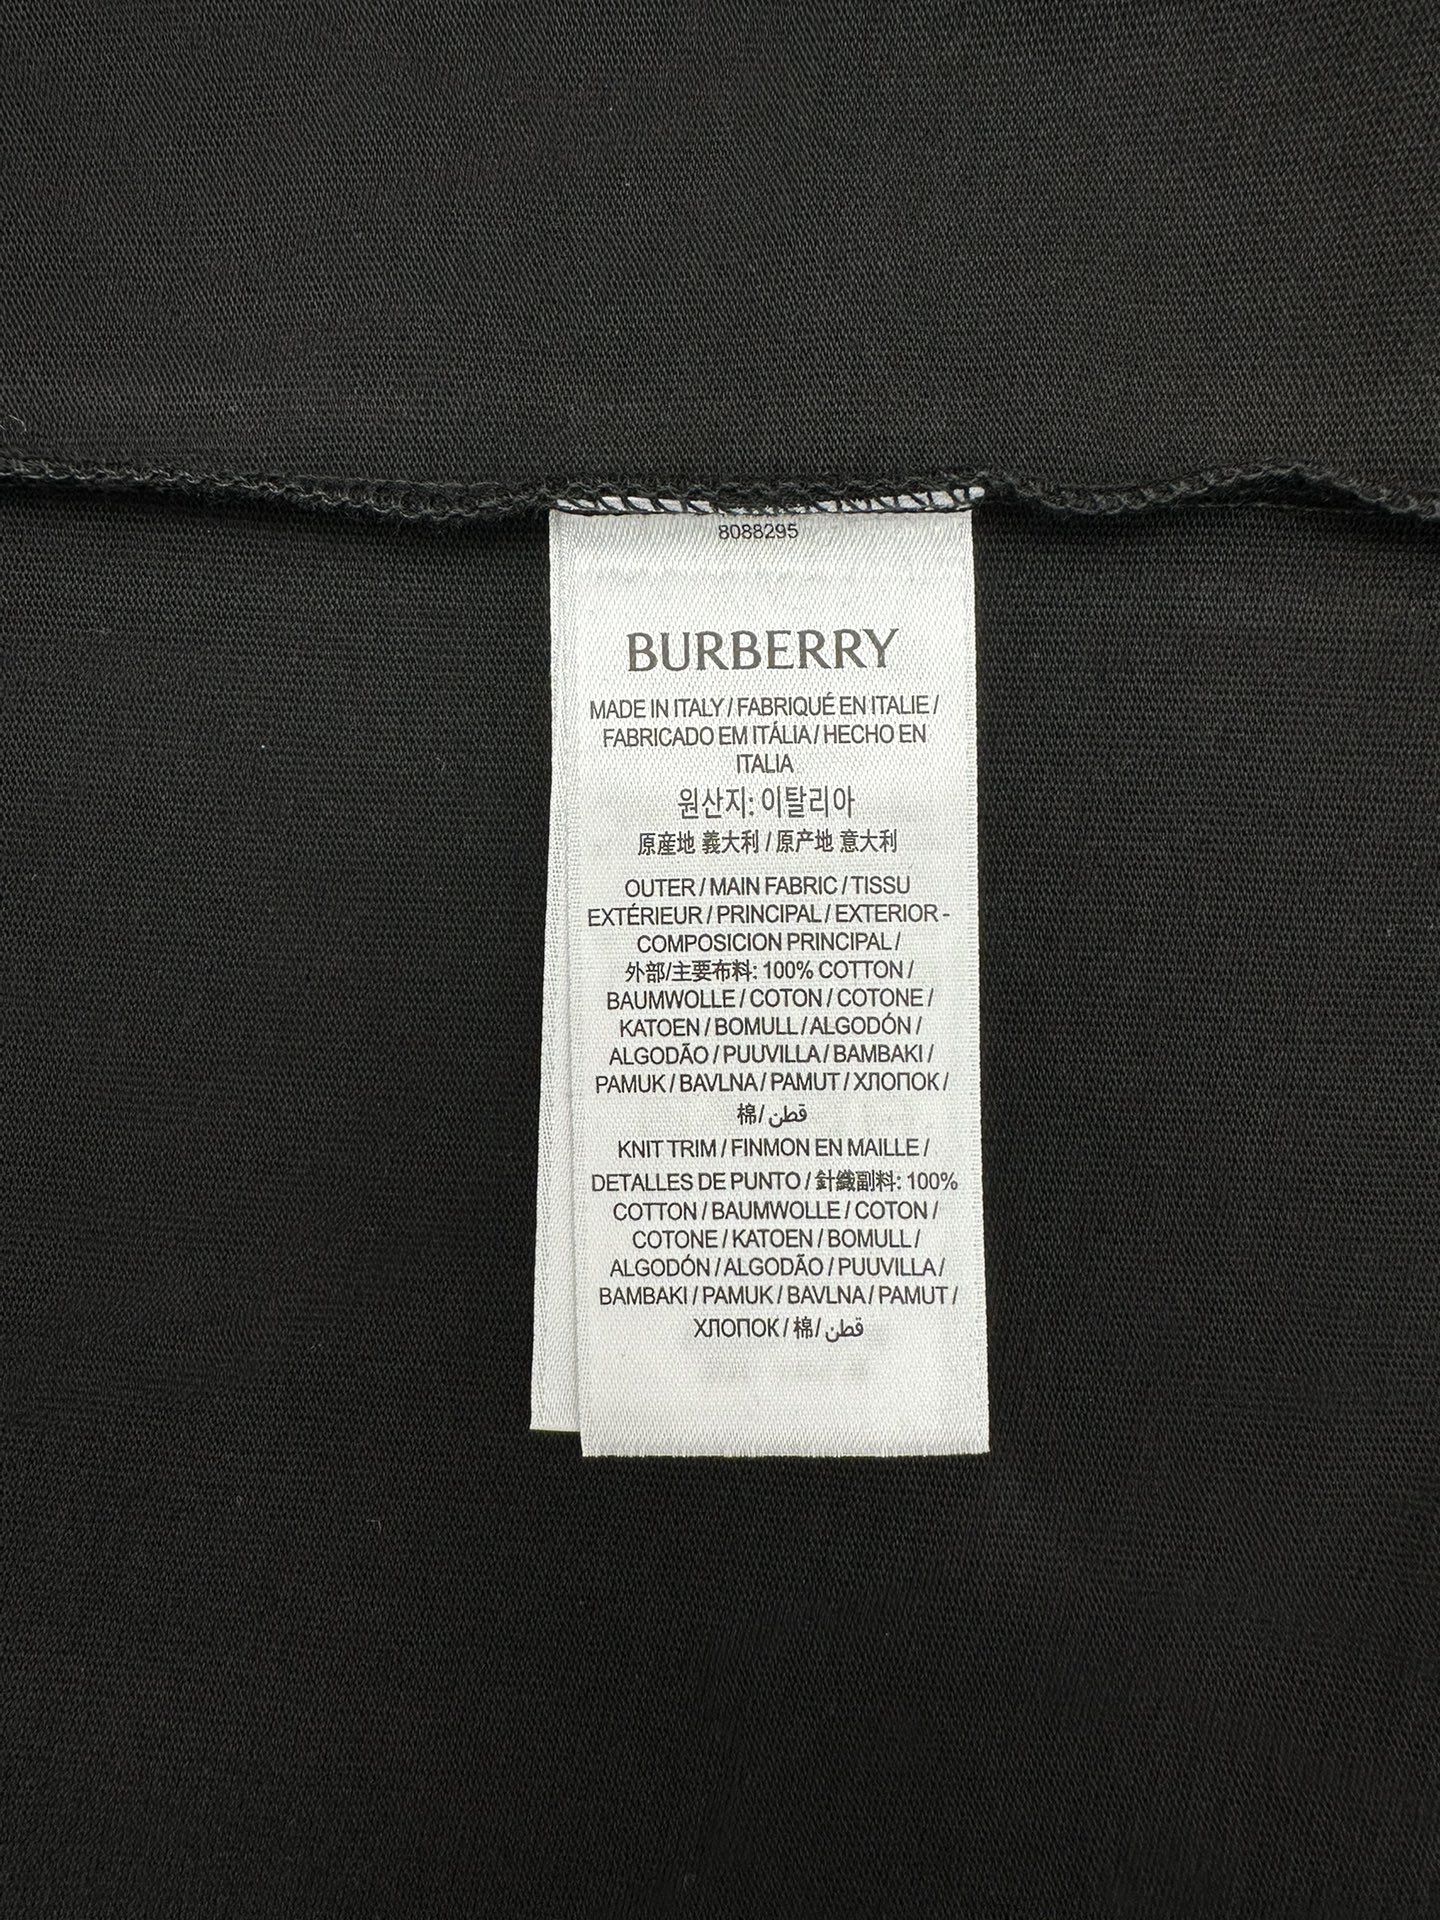 8088295
BURBERRY
MADE IN ITALY / FABRIQUÉ EN ITALIE /
FABRICADO EM ITÁLIA / HECHO EN
ITALIA
원산지: 이탈리아
原産地 義大利 / 原产地 意大利
OUTER / MAIN FABRIC / TISSU
EXTÉRIEUR / PRINCIPAL / EXTERIOR -
COMPOSICION PRINCIPAL /
外部/主要布料: 100% COTTON /
BAUMWOLLE / COTON / COTONE /
KATOEN / BOMULL / ALGODÓN /
ALGODÃO / PUUVILLA / BAMBAKI /
PAMUK / BAVLNA / PAMUT / ХЛОПОК /
棉/ قطن
KNIT TRIM / FINMON EN MAILLE /
DETALLES DE PUNTO / 針織副料: 100%
COTTON / BAUMWOLLE / COTON /
COTONE / KATOEN / BOMULL /
ALGODÓN / ALGODÃO / PUUVILLA /
BAMBAKI / PAMUK / BAVLNA / PAMUT /
ХЛОПОК / 棉/ قطن